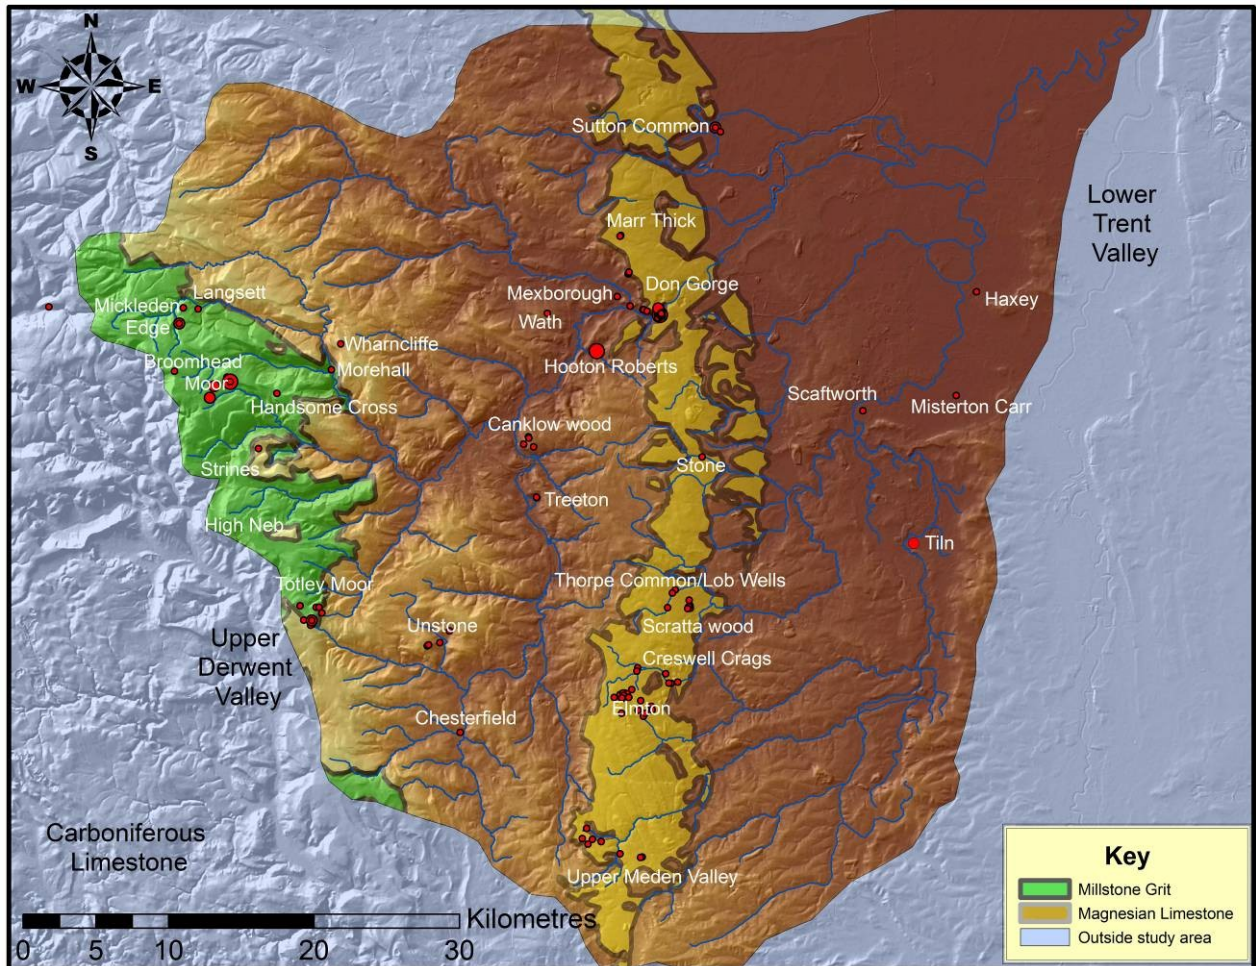 N
W
E
S
Sutton Common
Lower
Trent
Valley
Marr Thick
Don Gorge
Haxey
Mickleden
Edge
Langsett
Mexborough
Wath
Wharncliffe
Hooton Roberts
Broomhead
Moor
Morehall
Handsome Cross
Scaftworth
Misterton Carr
Canklow wood
Strines
Stone
Treeton
High Neb
Tiln
Totley Moor
Thorpe Common/Lob Wells
Scratta wood
Upper
Derwent
Valley
Unstone
Creswell Crags
Elmton
Chesterfield
Carboniferous
Limestone
Upper Meden Valley
Key
Millstone Grit
Magnesian Limestone
Outside study area
Kilometres
0 5 10 20 30